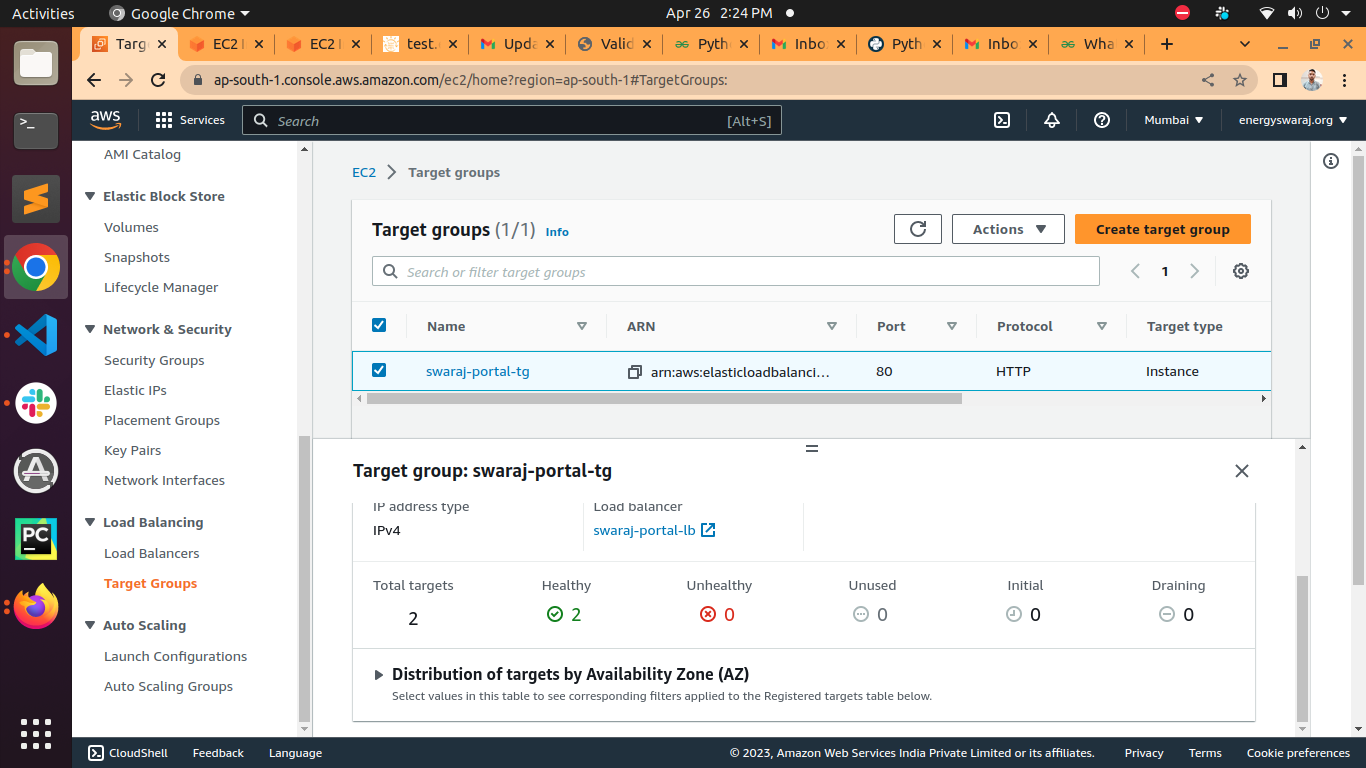 Activities
Google Chrome
Apr 26 2:24 PM
Targ
EC2 I
EC2 I
test.c
Upda
Valid
Pyth
Inbo
Pyth
Inbo
Wha
ap-south-1.console.aws.amazon.com/ec2/home?region=ap-south-1#TargetGroups:
aws
Services
Search
[Alt+S]
Mumbai
energyswaraj.org
AMI Catalog
Elastic Block Store
Volumes
Snapshots
Lifecycle Manager
Network & Security
Security Groups
Elastic IPs
Placement Groups
Key Pairs
Network Interfaces
Load Balancing
Load Balancers
Target Groups
Auto Scaling
Launch Configurations
Auto Scaling Groups
EC2 > Target groups
Target groups (1/1) Info
Actions
Create target group
Search or filter target groups
1
Name ARN Port Protocol Target type
swaraj-portal-tg arn:aws:elasticloadbalanci... 80 HTTP Instance
Target group: swaraj-portal-tg
IP address type Load balancer
IPv4 swaraj-portal-lb
Total targets Healthy Unhealthy Unused Initial Draining
2 2 0 0 0 0
Distribution of targets by Availability Zone (AZ)
Select values in this table to see corresponding filters applied to the Registered targets table below.
CloudShell Feedback Language © 2023, Amazon Web Services India Private Limited or its affiliates. Privacy Terms Cookie preferences
>_
PC